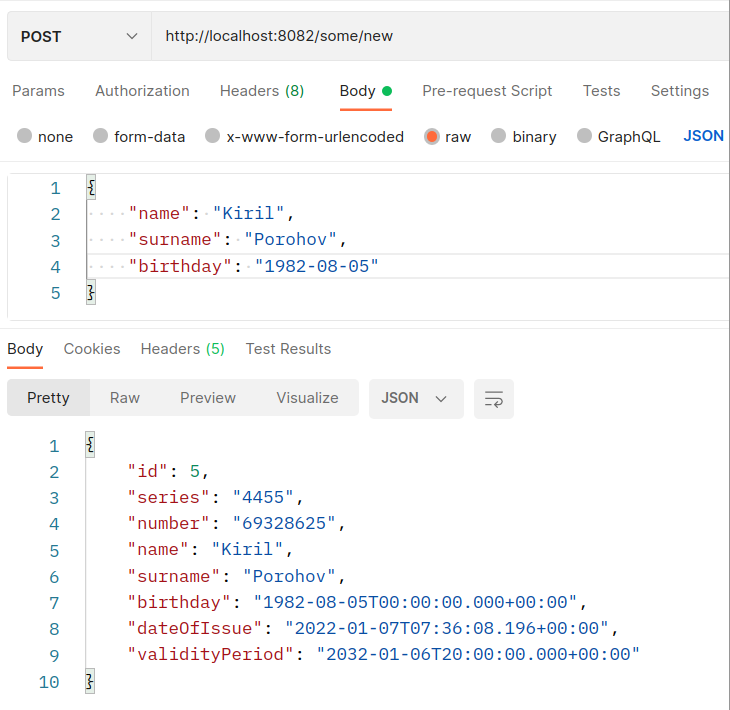 POST http://localhost:8082/some/new
Params Authorization Headers (8) Body Pre-request Script Tests Settings
none form-data x-www-form-urlencoded raw binary GraphQL JSON
1 {
2 "name": "Kiril",
3 "surname": "Porohov",
4 "birthday": "1982-08-05"
5 }
Body Cookies Headers (5) Test Results
Pretty Raw Preview Visualize JSON
1 {
2 "id": 5,
3 "series": "4455",
4 "number": "69328625",
5 "name": "Kiril",
6 "surname": "Porohov",
7 "birthday": "1982-08-05T00:00:00.000+00:00",
8 "dateOfIssue": "2022-01-07T07:36:08.196+00:00",
9 "validityPeriod": "2032-01-06T20:00:00.000+00:00"
10 }